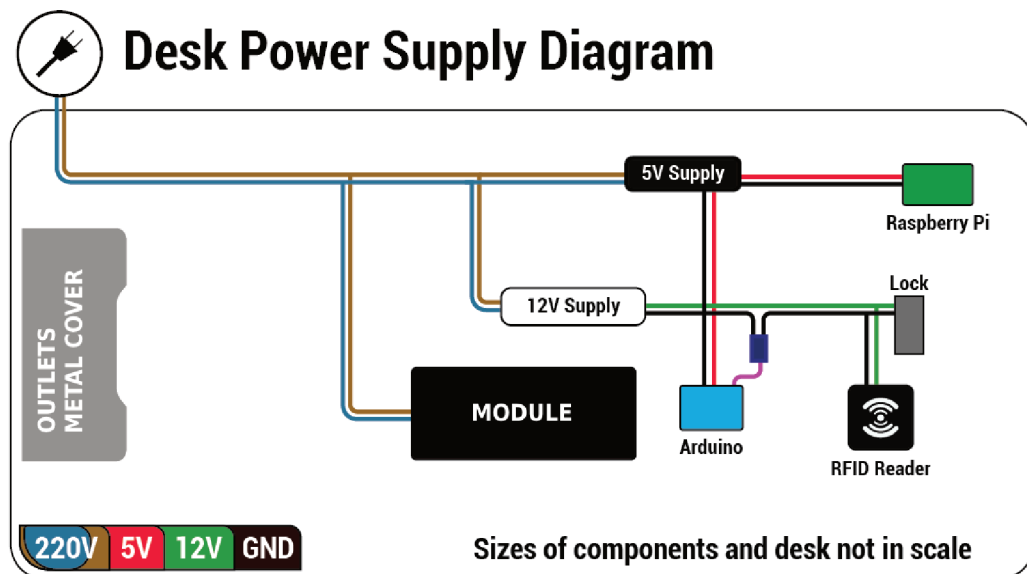 Desk Power Supply Diagram
5V Supply
Raspberry Pi
Lock
12V Supply
OUTLETS
METAL COVER
MODULE
Arduino
RFID Reader
220V 5V 12V GND
Sizes of components and desk not in scale